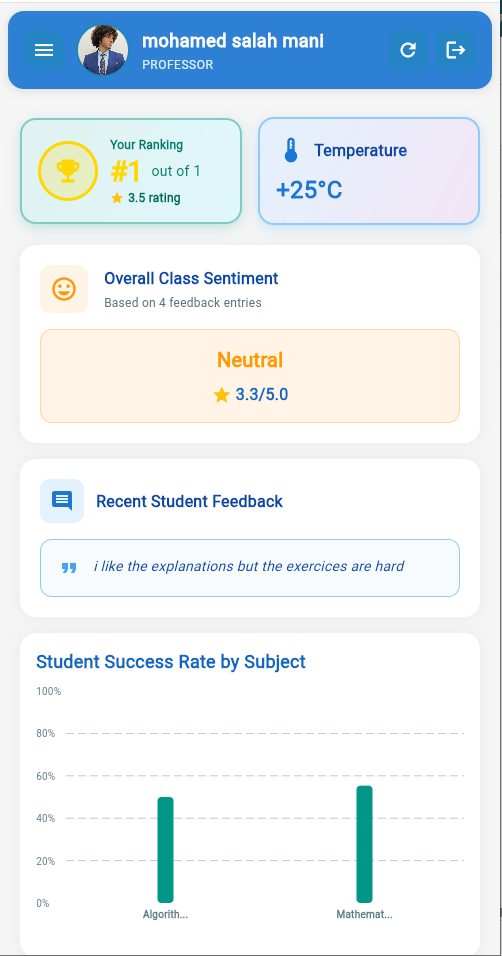 mohamed salah mani
PROFESSOR
Your Ranking
#1 out of 1
3.5 rating
Temperature
+25°C
Overall Class Sentiment
Based on 4 feedback entries
Neutral
3.3/5.0
Recent Student Feedback
i like the explanations but the exercices are hard
Student Success Rate by Subject
100%
80%
60%
40%
20%
0%
Algorith...
Mathemat...